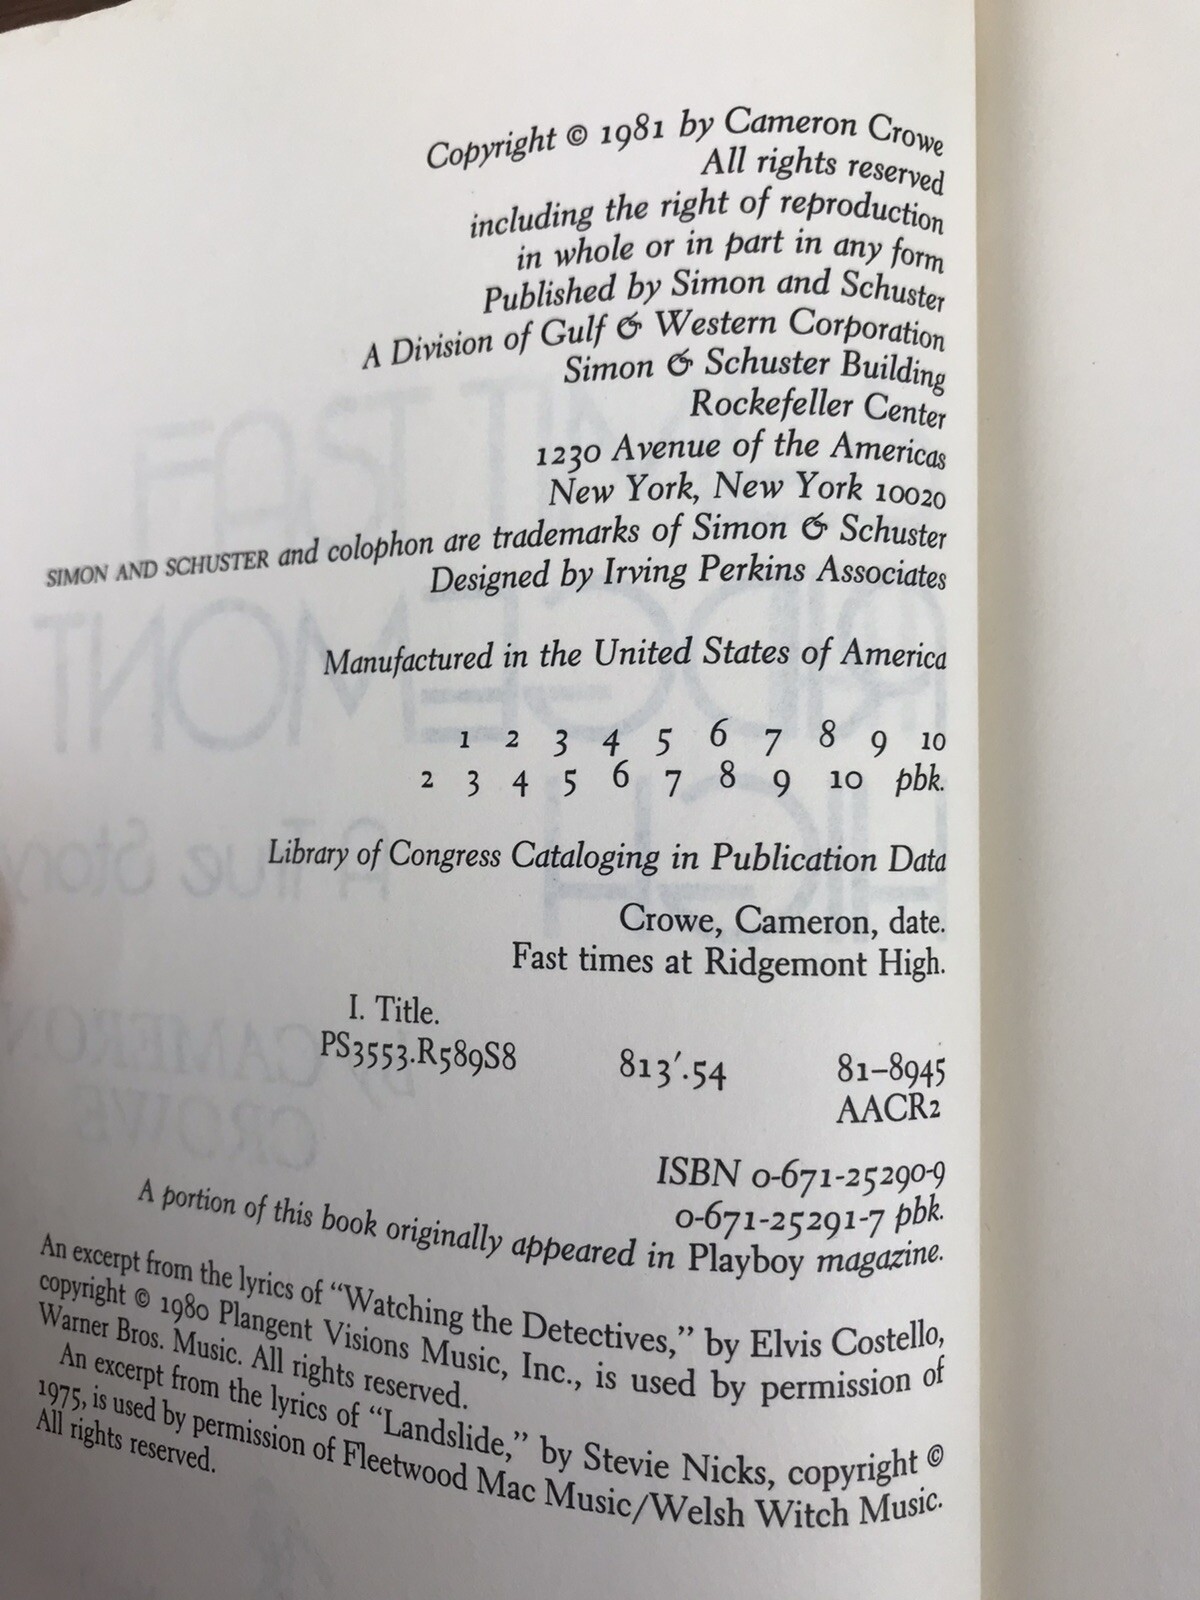 Copyright © 1981 by Cameron Crowe
All rights reserved
including the right of reproduction
in whole or in part in any form
Published by Simon and Schuster
A Division of Gulf & Western Corporation
Simon & Schuster Building
Rockefeller Center
1230 Avenue of the Americas
New York, New York 10020
SIMON AND SCHUSTER and colophon are trademarks of Simon & Schuster
Designed by Irving Perkins Associates
Manufactured in the United States of America
1 2 3 4 5 6 7 8 9 10
2 3 4 5 6 7 8 9 10 pbk.
Library of Congress Cataloging in Publication Data
Crowe, Cameron, date.
Fast times at Ridgemont High.
I. Title.
PS3553.R589S8 813′.54 81–8945
AACR2
ISBN 0-671-25290-9
0-671-25291-7 pbk.
A portion of this book originally appeared in Playboy magazine.
An excerpt from the lyrics of “Watching the Detectives,” by Elvis Costello,
copyright © 1980 Plangent Visions Music, Inc., is used by permission of
Warner Bros. Music. All rights reserved.
An excerpt from the lyrics of “Landslide,” by Stevie Nicks, copyright ©
1975, is used by permission of Fleetwood Mac Music/Welsh Witch Music.
All rights reserved.